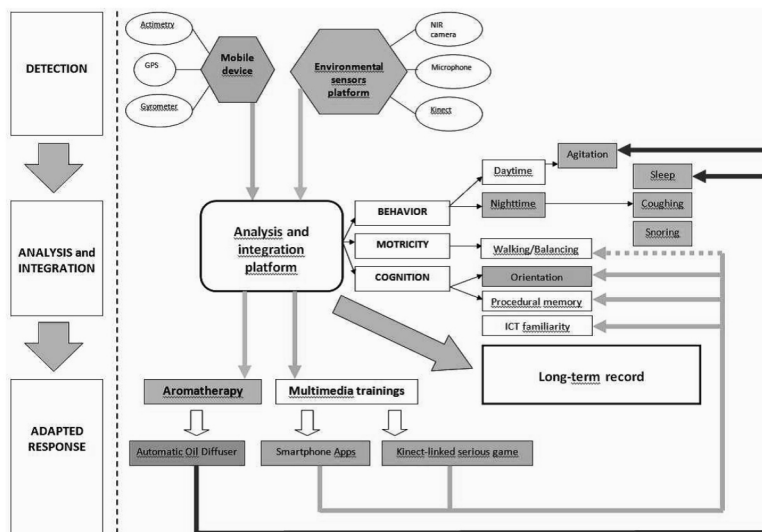 DETECTION
ANALYSIS and
INTEGRATION
ADAPTED
RESPONSE
Actimetry
GPS
Gyrometer
Mobile
device
Environmental
sensors
platform
NIR
camera
Microphone
Kinect
Analysis and
integration
platform
BEHAVIOR
MOTRICITY
COGNITION
Daytime
Nighttime
Agitation
Sleep
Coughing
Snoring
Walking/Balancing
Orientation
Procedural memory
ICT familiarity
Long-term record
Aromatherapy
Multimedia trainings
Automatic Oil Diffuser
Smartphone Apps
Kinect-linked serious game